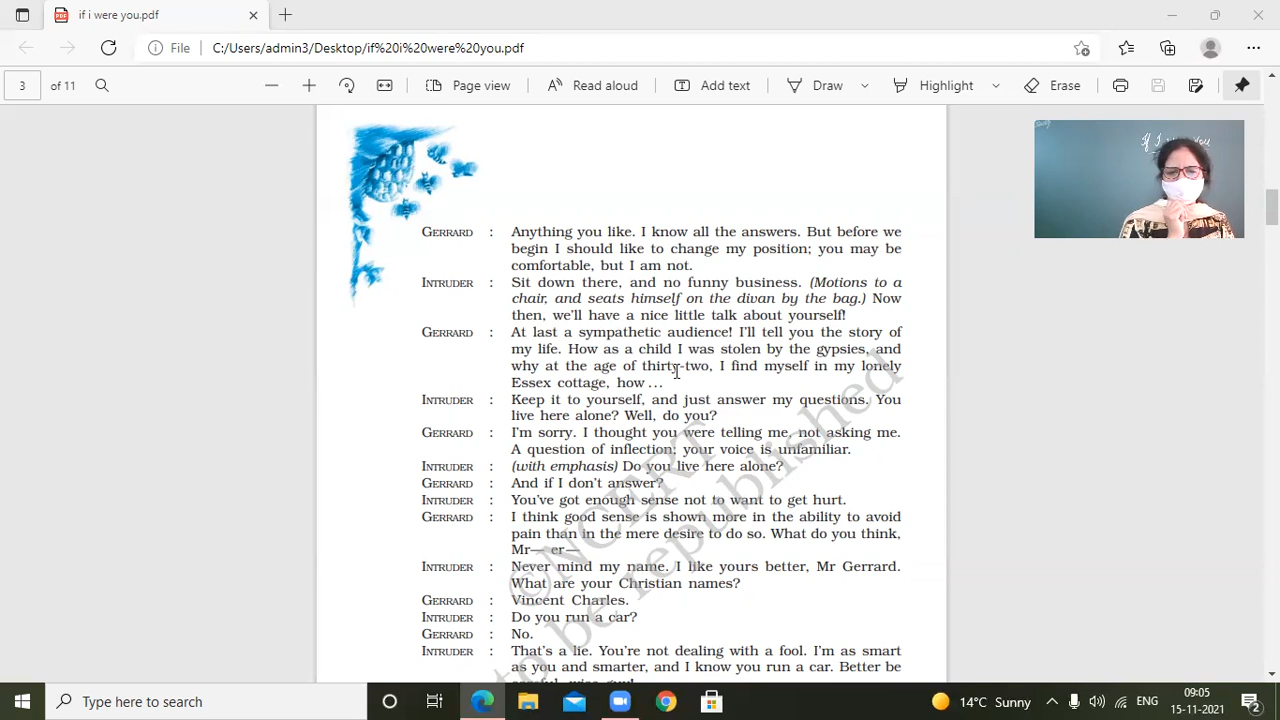 if i were you.pdf
File C:/Users/admin3/Desktop/if%20i%20were%20you.pdf
3 of 11 Page view Read aloud Add text Draw Highlight Erase
If I you
GERRARD : Anything you like. I know all the answers. But before we
begin I should like to change my position; you may be
comfortable, but I am not.
INTRUDER : Sit down there, and no funny business. (Motions to a
chair, and seats himself on the divan by the bag.) Now
then, we'll have a nice little talk about yourself!
GERRARD : At last a sympathetic audience! I'll tell you the story of
my life. How as a child I was stolen by the gypsies, and
why at the age of thirty-two, I find myself in my lonely
Essex cottage, how ...
INTRUDER : Keep it to yourself, and just answer my questions. You
live here alone? Well, do you?
GERRARD : I'm sorry. I thought you were telling me, not asking me.
A question of inflection; your voice is unfamiliar.
INTRUDER : (with emphasis) Do you live here alone?
GERRARD : And if I don't answer?
INTRUDER : You've got enough sense not to want to get hurt.
GERRARD : I think good sense is shown more in the ability to avoid
pain than in the mere desire to do so. What do you think,
Mr— er—
INTRUDER : Never mind my name. I like yours better, Mr Gerrard.
What are your Christian names?
GERRARD : Vincent Charles.
INTRUDER : Do you run a car?
GERRARD : No.
INTRUDER : That's a lie. You're not dealing with a fool. I'm as smart
as you and smarter, and I know you run a car. Better be
©NCERT
to be republished
Type here to search
14°C Sunny ENG 09:05
15-11-2021
2